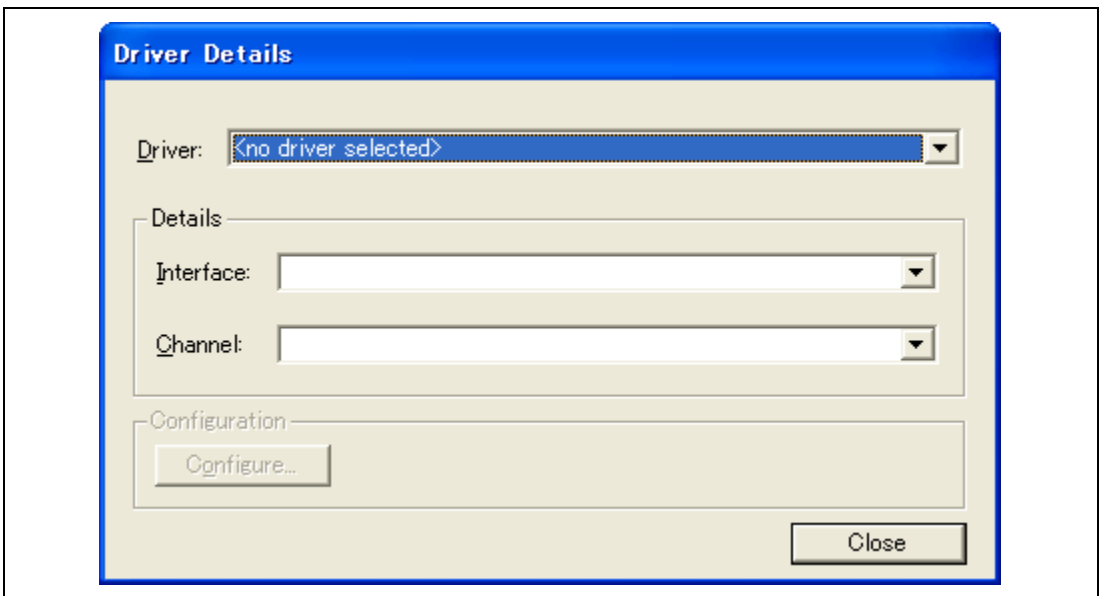 Driver Details
Driver: <no driver selected>
Details
Interface:
Channel:
Configuration
Configure...
Close